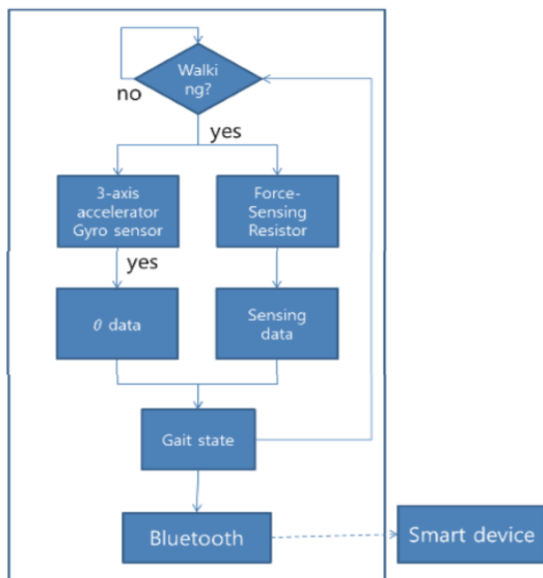 Walki
ng?
no
yes
3-axis
accelerator
Gyro sensor
Force-
Sensing
Resistor
yes
0 data
Sensing
data
Gait state
Bluetooth
Smart device